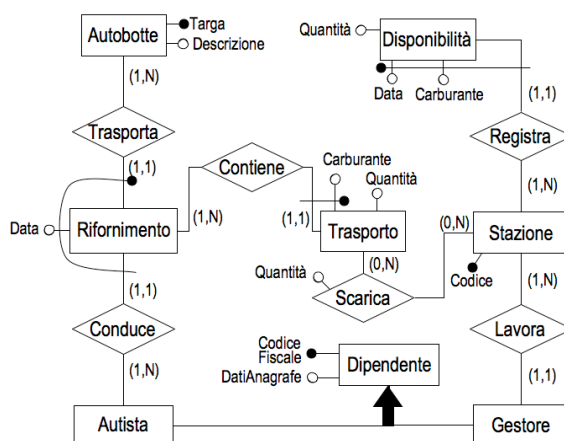 Autobotte
Targa
Descrizione
(1,N)
Trasporta
(1,1)
Data
Rifornimento
(1,N)
(1,1)
Conduce
(1,N)
Autista
Contiene
(1,1)
Carburante
Quantità
Trasporto
(0,N)
Quantità
Scarica
(0,N)
Quantità
Disponibilità
Data
Carburante
(1,1)
Registra
(1,N)
Stazione
Codice
(1,N)
Lavora
(1,1)
Gestore
Codice
Fiscale
DatiAnagrafe
Dipendente